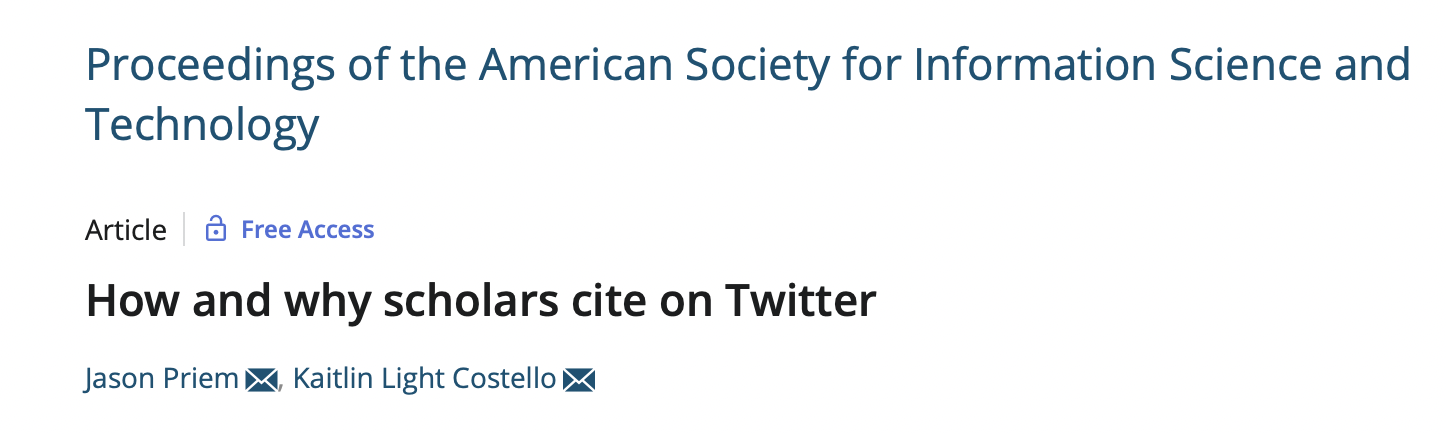 Proceedings of the American Society for Information Science and
Technology
Article Free Access
How and why scholars cite on Twitter
Jason Priem, Kaitlin Light Costello